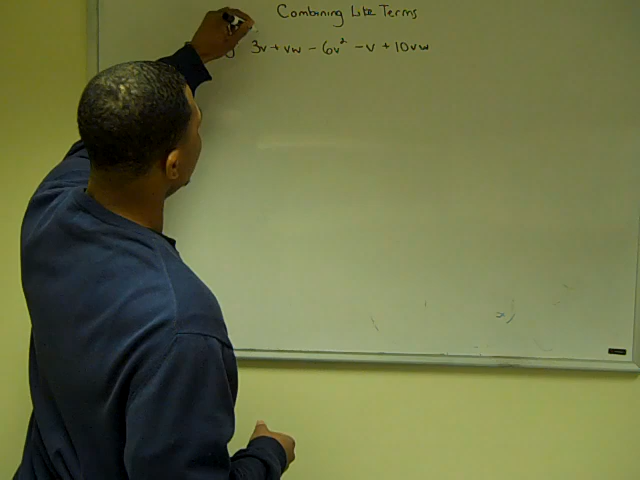 Combining Like Terms
3v + vw - 6v² - v + 10vw